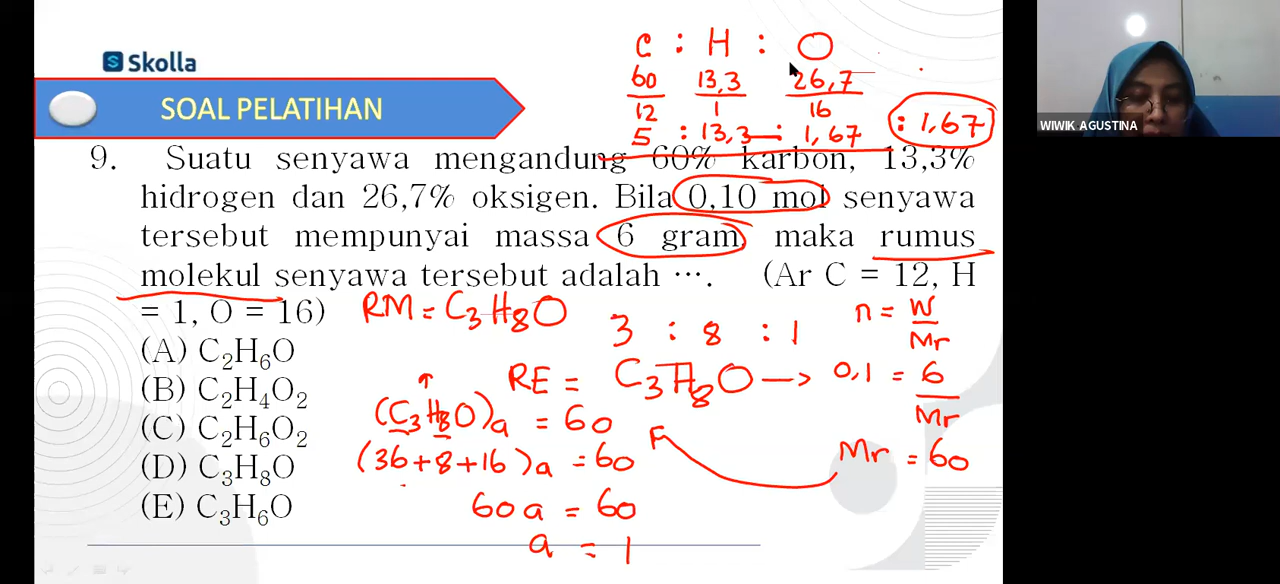 Skolla
SOAL PELATIHAN
C : H : O
60/12 13,3/1 26,7/16
5 : 13,3 : 1,67 : 1,67
WIWIK AGUSTINA
9. Suatu senyawa mengandung 60% karbon, 13,3%
hidrogen dan 26,7% oksigen. Bila 0,10 mol senyawa
tersebut mempunyai massa 6 gram, maka rumus
molekul senyawa tersebut adalah …. (Ar C = 12, H
= 1, O = 16)
RM = C₃H₈O
3 : 8 : 1
n = W/Mr
(A) C₂H₆O
(B) C₂H₄O₂
(C) C₂H₆O₂
(D) C₃H₈O
(E) C₃H₆O
RE = C₃H₈O → 0,1 = 6/Mr
Mr = 60
(C₃H₈O)a = 60
(36+8+16)a = 60
60a = 60
a = 1